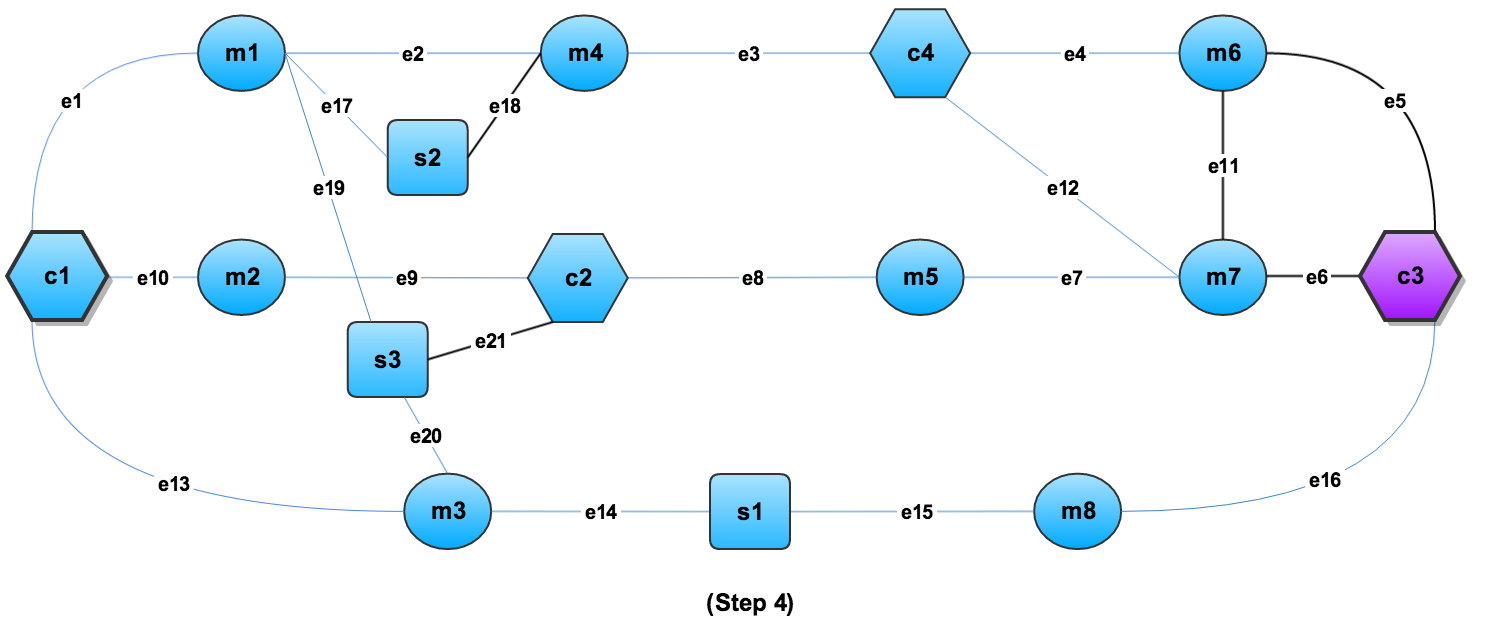 m1 e2 m4 e3 c4 e4 m6
e1 e17 e18 e5
s2
e19 e11 e12
c1 e10 m2 e9 c2 e8 m5 e7 m7 e6 c3
s3 e21
e20
e13 e16
m3 e14 s1 e15 m8
(Step 4)